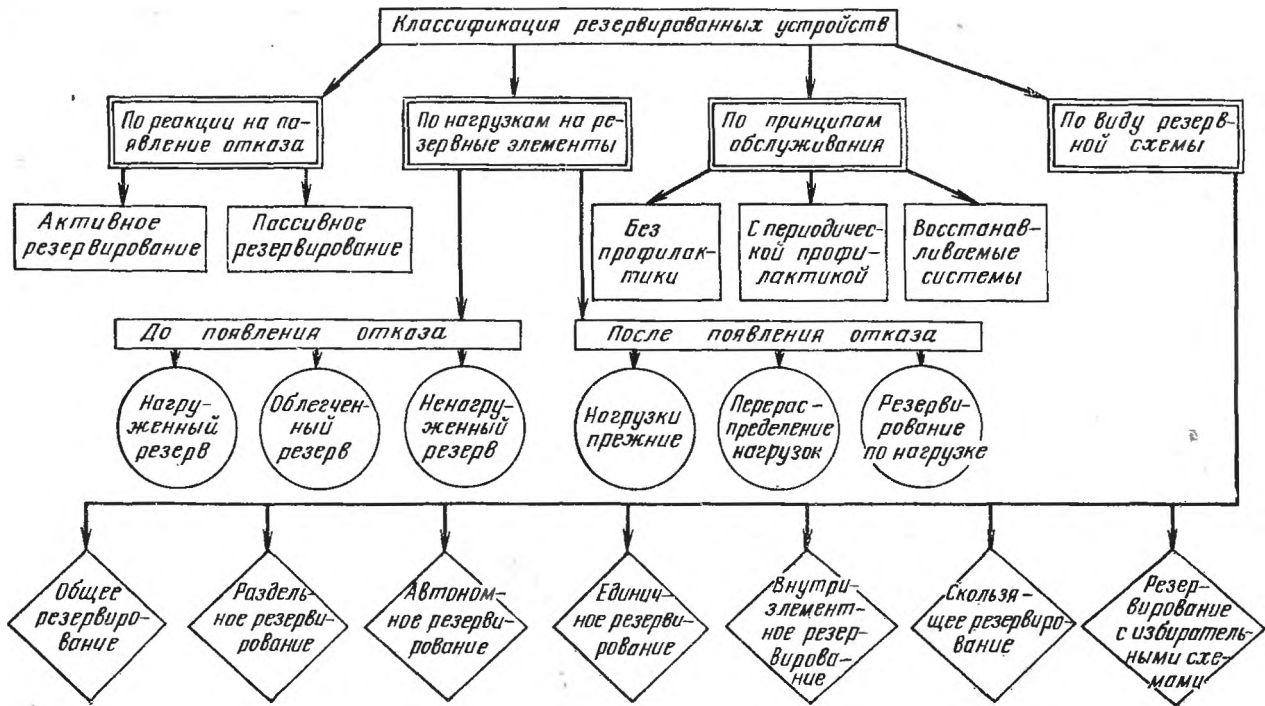 Классификация резервираванных устройств
По реакции на па-
явление отказа
По нагрузкам на ре-
зервные элементы
По принципам
обслуживания
По виду резерв-
ной схемы
Активное
резервирование
Пассивное
резервирование
Без
профилак-
тики
С периодичес-
кой профи-
лактикой
Восстанав-
ливаемые
системы
До появления отказа
После появления отказа
Нагру-
женный
резерв
Облегчен-
ный
резерв
Ненагру-
женный
резерв
Нагрузки
прежние
Перерас-
пределение
нагрузок
Резерви-
рование
по нагрузке
Общее
резервиро-
вание
Раздель-
ное резерви-
рование
Автоном-
ное резерви-
рование
Единич-
ное резерви-
рование
Внутри-
элемент-
ное резер-
вирова-
ние
Скользя-
щее резервиро-
вание
Резер-
вирование
с избиратель-
ными схе-
мами